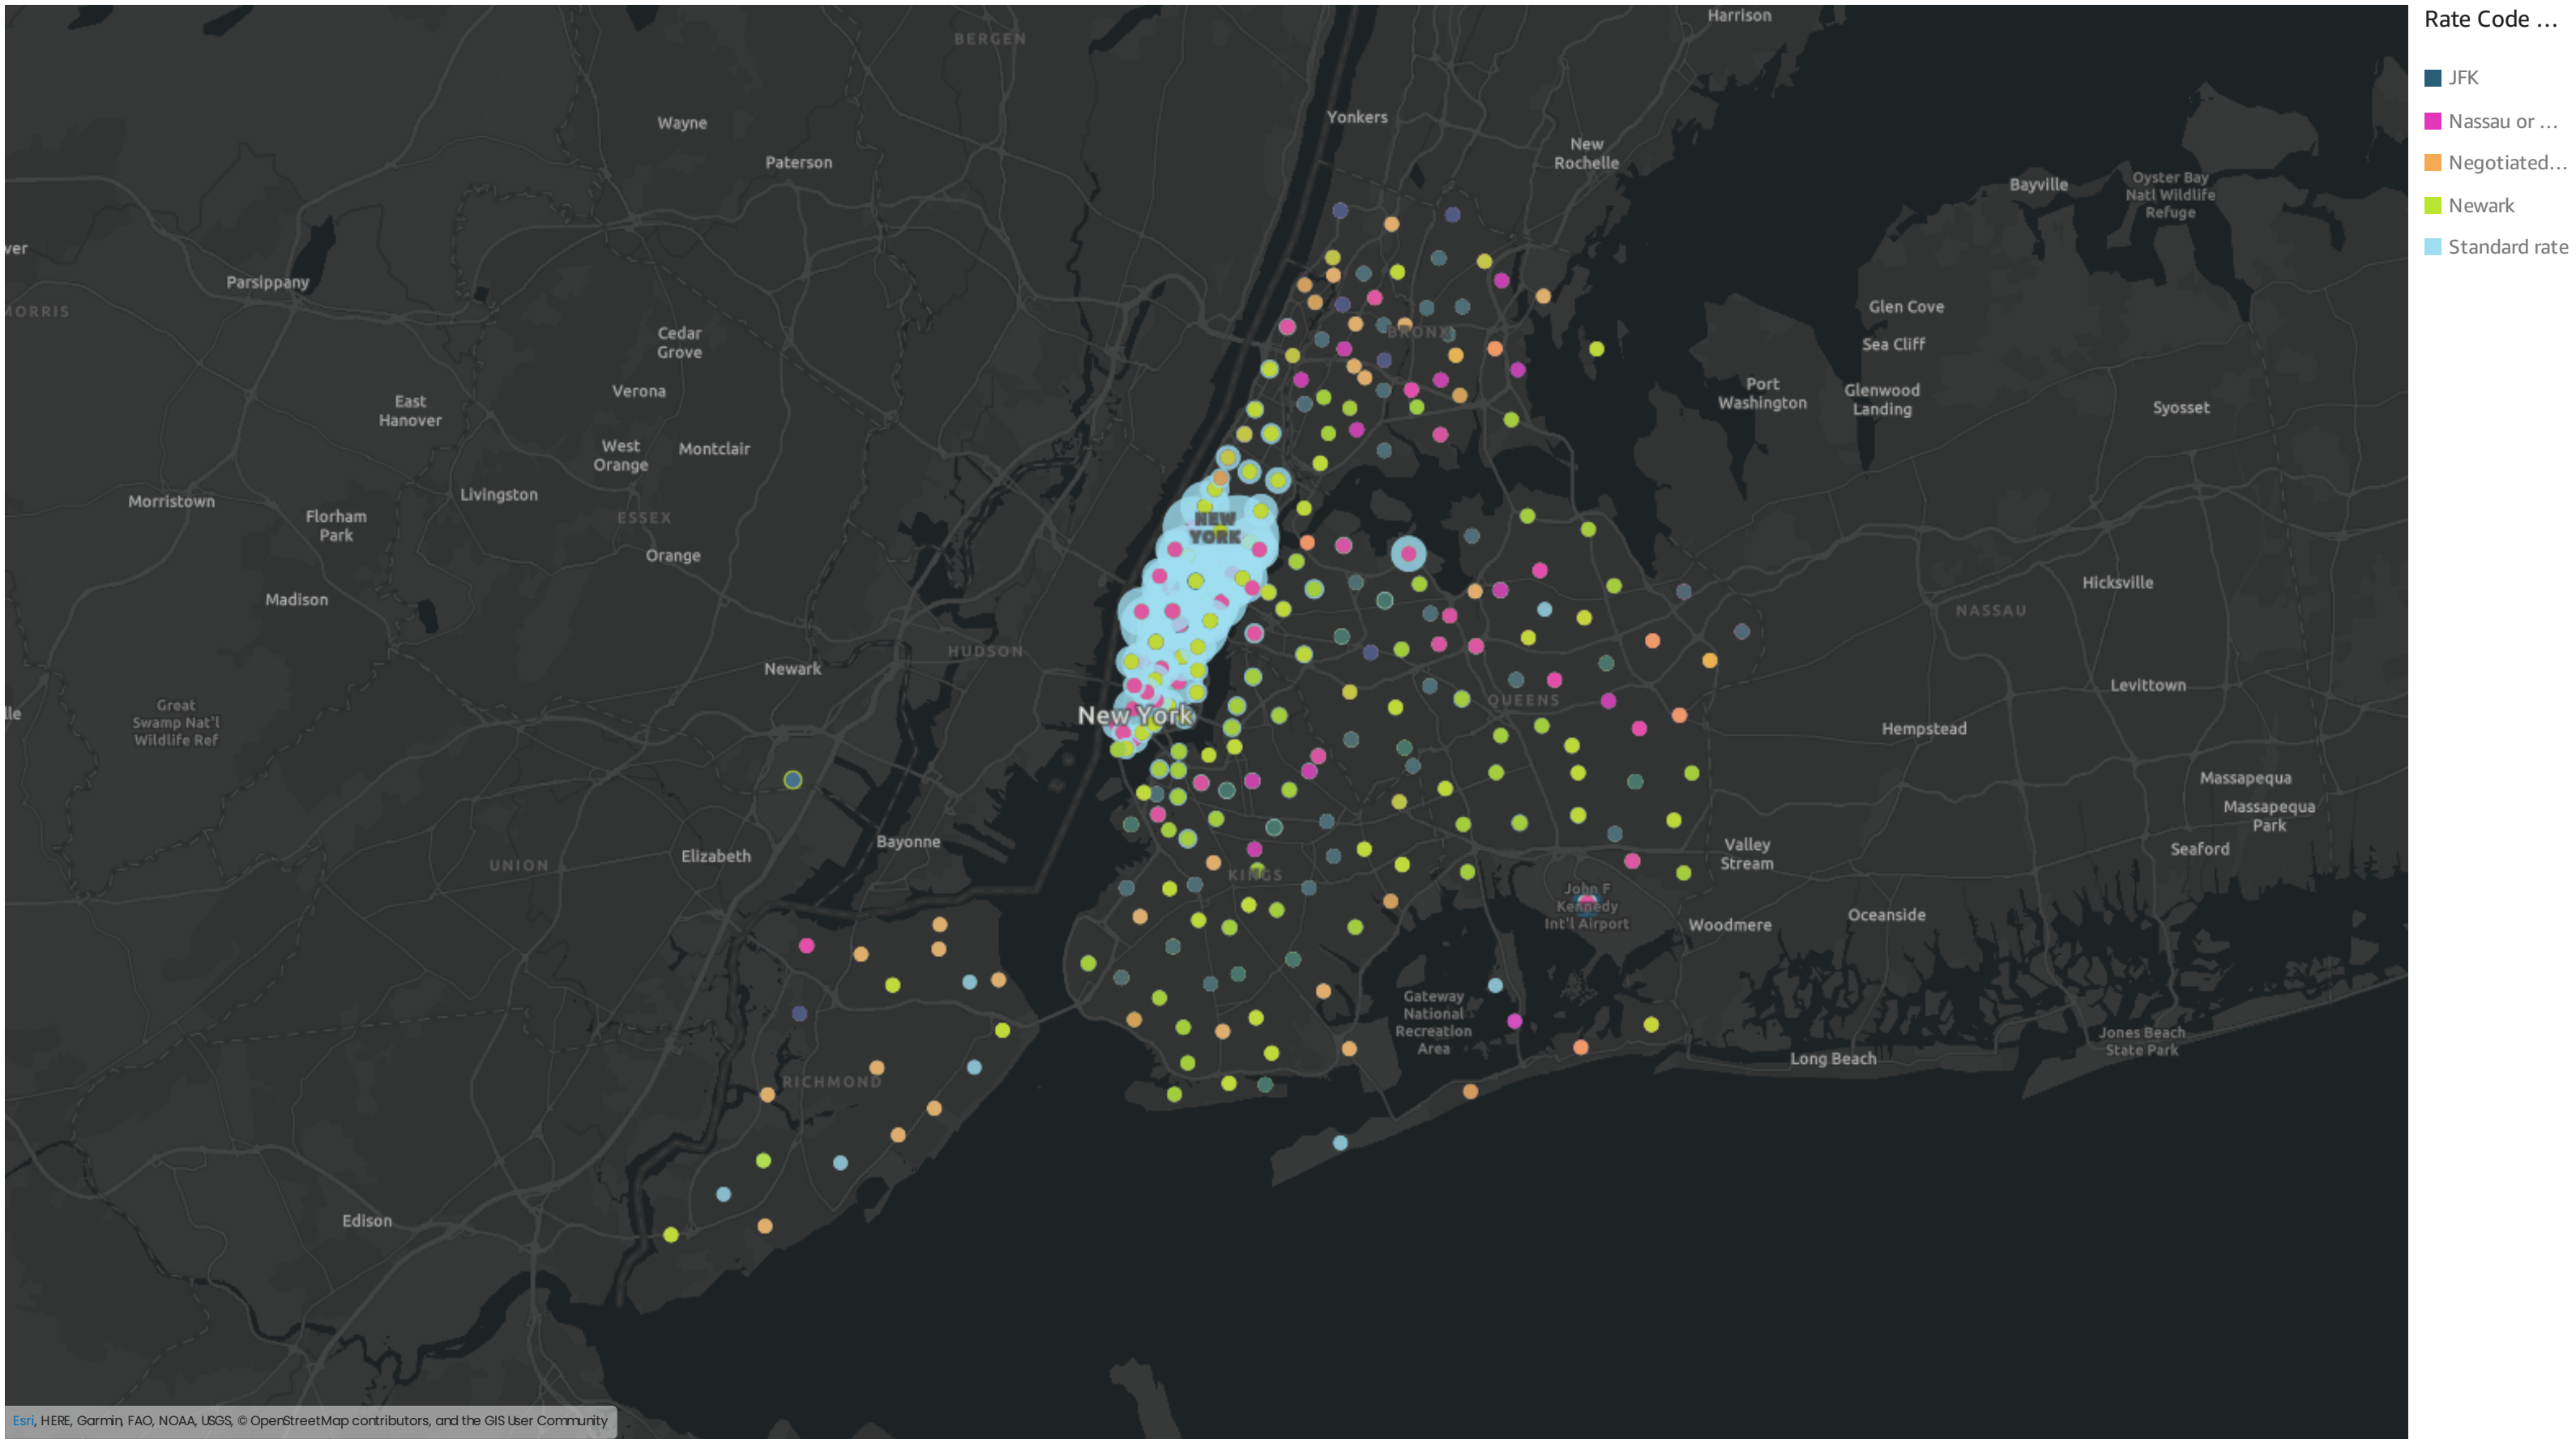 Harrison
Rate Code ...
BERGEN
JFK
Yonkers
Nassau or ...
Wayne
New
Rochelle
Paterson
Negotiated...
Oyster Bay
Natl Wildlife
Refuge
Bayville
Newark
ver
Standard rate
Parsippany
MORRIS
Glen Cove
Cedar
Grove
BRONX
Sea Cliff
Verona
Port
Washington
Glenwood
Landing
East
Hanover
Syosset
West
Orange
Montclair
Livingston
Morristown
Florham
Park
ESSEX
NEW
YORK
Orange
Madison
Hicksville
NASSAU
HUDSON
Newark
Levittown
QUEENS
Great
Swamp Nat'l
Wildlife Ref
lle
New York
Hempstead
Massapequa
Massapequa
Park
Bayonne
Valley
Stream
Elizabeth
Seaford
UNION
KINGS
John F
Kennedy
Int'l Airport
Woodmere
Oceanside
Gateway
National
Recreation
Area
Jones Beach
State Park
Long Beach
RICHMOND
Edison
Esri, HERE, Garmin, FAO, NOAA, USGS, © OpenStreetMap contributors, and the GIS User Community